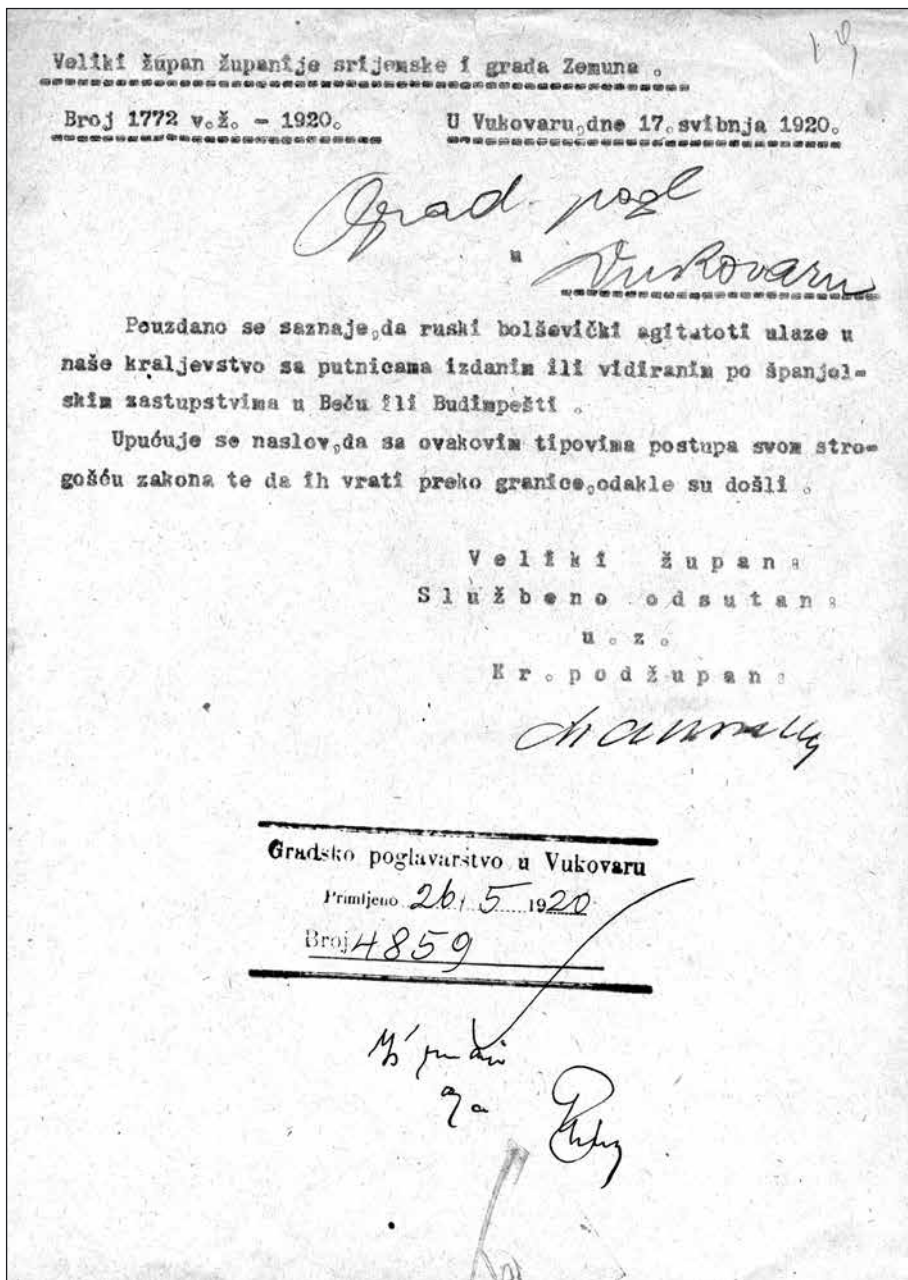 19
Veliki župan županije srijemske i grada Zemuna.
Broj 1772 v.ž. - 1920.    U Vukovaru,dne 17.svibnja 1920.
Grad. pogl
u Vukovaru
Pouzdano se saznaje,da ruski bolševički agitatoti ulaze u
naše kraljevstvo sa putnicama izdanim ili vidiranim po španjol-
skim zastupstvima u Beču ili Budimpešti .
Upućuje se naslov,da sa ovakovim tipovima postupa svom stro-
gošću zakona te da ih vrati preko granice,odakle su došli .
Veliki župan:
Službeno odsutan:
u.z.
Kr.podžupan:
Gradsko poglavarstvo u Vukovaru
Primljeno 26/5 1920
Broj 4859